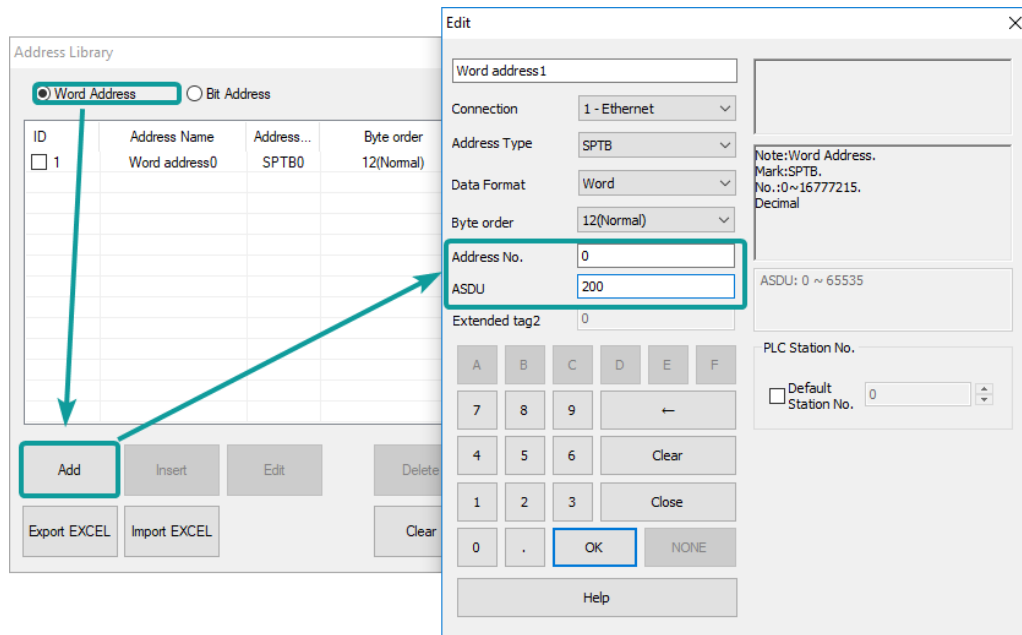 Address Library
Word Address
Bit Address
ID Address Name Address... Byte order
1 Word address0 SPTB0 12(Normal)
Add Insert Edit Delete
Export EXCEL Import EXCEL Clear
Edit
Word address1
Connection 1 - Ethernet
Address Type SPTB
Data Format Word
Byte order 12(Normal)
Address No. 0
ASDU 200
Extended tag2 0
A B C D E F
7 8 9 ←
4 5 6 Clear
1 2 3 Close
0 . OK NONE
Help
Note:Word Address.
Mark:SPTB.
No.:0~16777215.
Decimal
ASDU: 0 ~ 65535
PLC Station No.
Default
Station No.
0